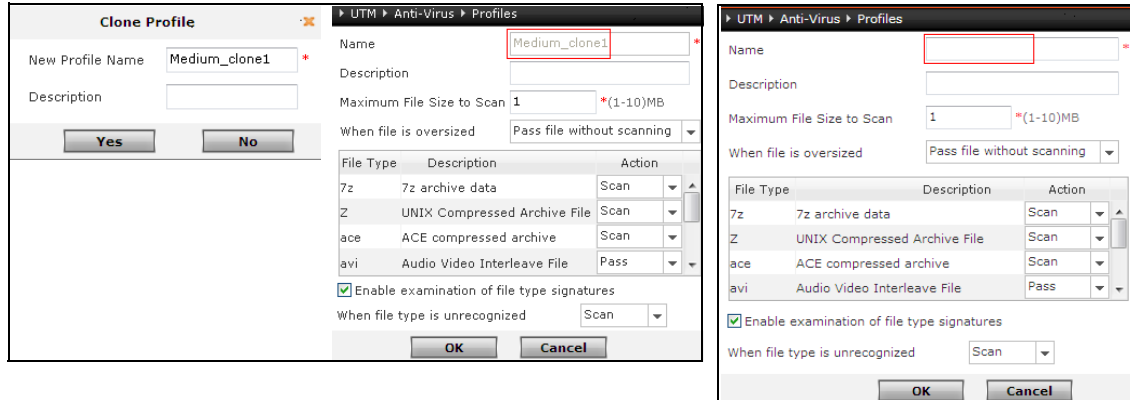 Clone Profile
New Profile Name Medium_clone1 *
Description
Yes No
UTM Anti-Virus Profiles
Name Medium_clone1 *
Description
Maximum File Size to Scan 1 *(1-10)MB
When file is oversized Pass file without scanning
File Type Description Action
7z 7z archive data Scan
Z UNIX Compressed Archive File Scan
ace ACE compressed archive Scan
avi Audio Video Interleave File Pass
Enable examination of file type signatures
When file type is unrecognized Scan
OK Cancel
UTM Anti-Virus Profiles
Name *
Description
Maximum File Size to Scan 1 *(1-10)MB
When file is oversized Pass file without scanning
File Type Description Action
7z 7z archive data Scan
Z UNIX Compressed Archive File Scan
ace ACE compressed archive Scan
avi Audio Video Interleave File Pass
Enable examination of file type signatures
When file type is unrecognized Scan
OK Cancel